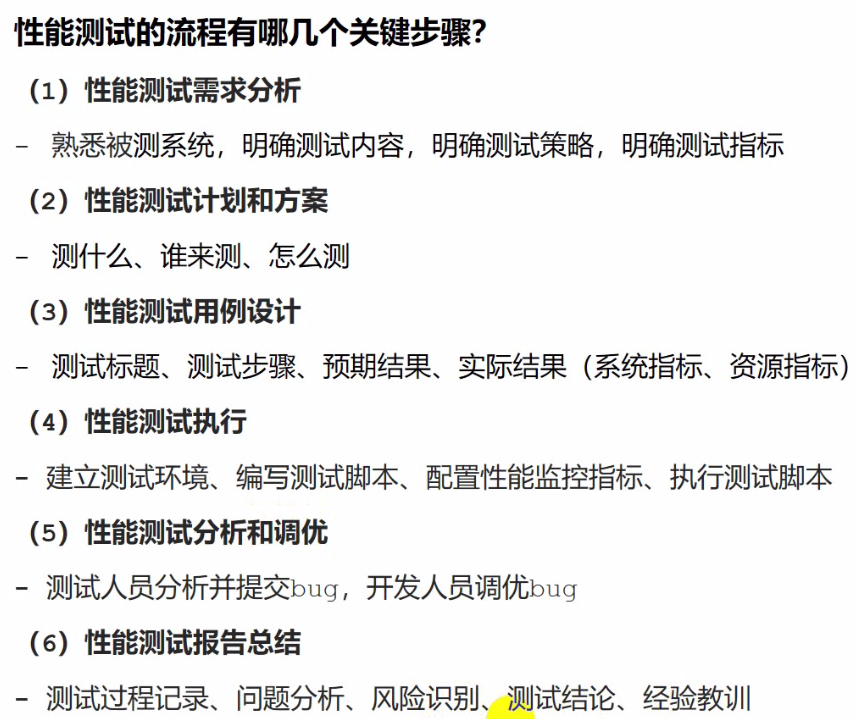 性能测试的流程有哪几个关键步骤？
（1）性能测试需求分析
- 熟悉被测系统，明确测试内容，明确测试策略，明确测试指标
（2）性能测试计划和方案
- 测什么、谁来测、怎么测
（3）性能测试用例设计
- 测试标题、测试步骤、预期结果、实际结果（系统指标、资源指标）
（4）性能测试执行
- 建立测试环境、编写测试脚本、配置性能监控指标、执行测试脚本
（5）性能测试分析和调优
- 测试人员分析并提交bug，开发人员调优bug
（6）性能测试报告总结
- 测试过程记录、问题分析、风险识别、测试结论、经验教训